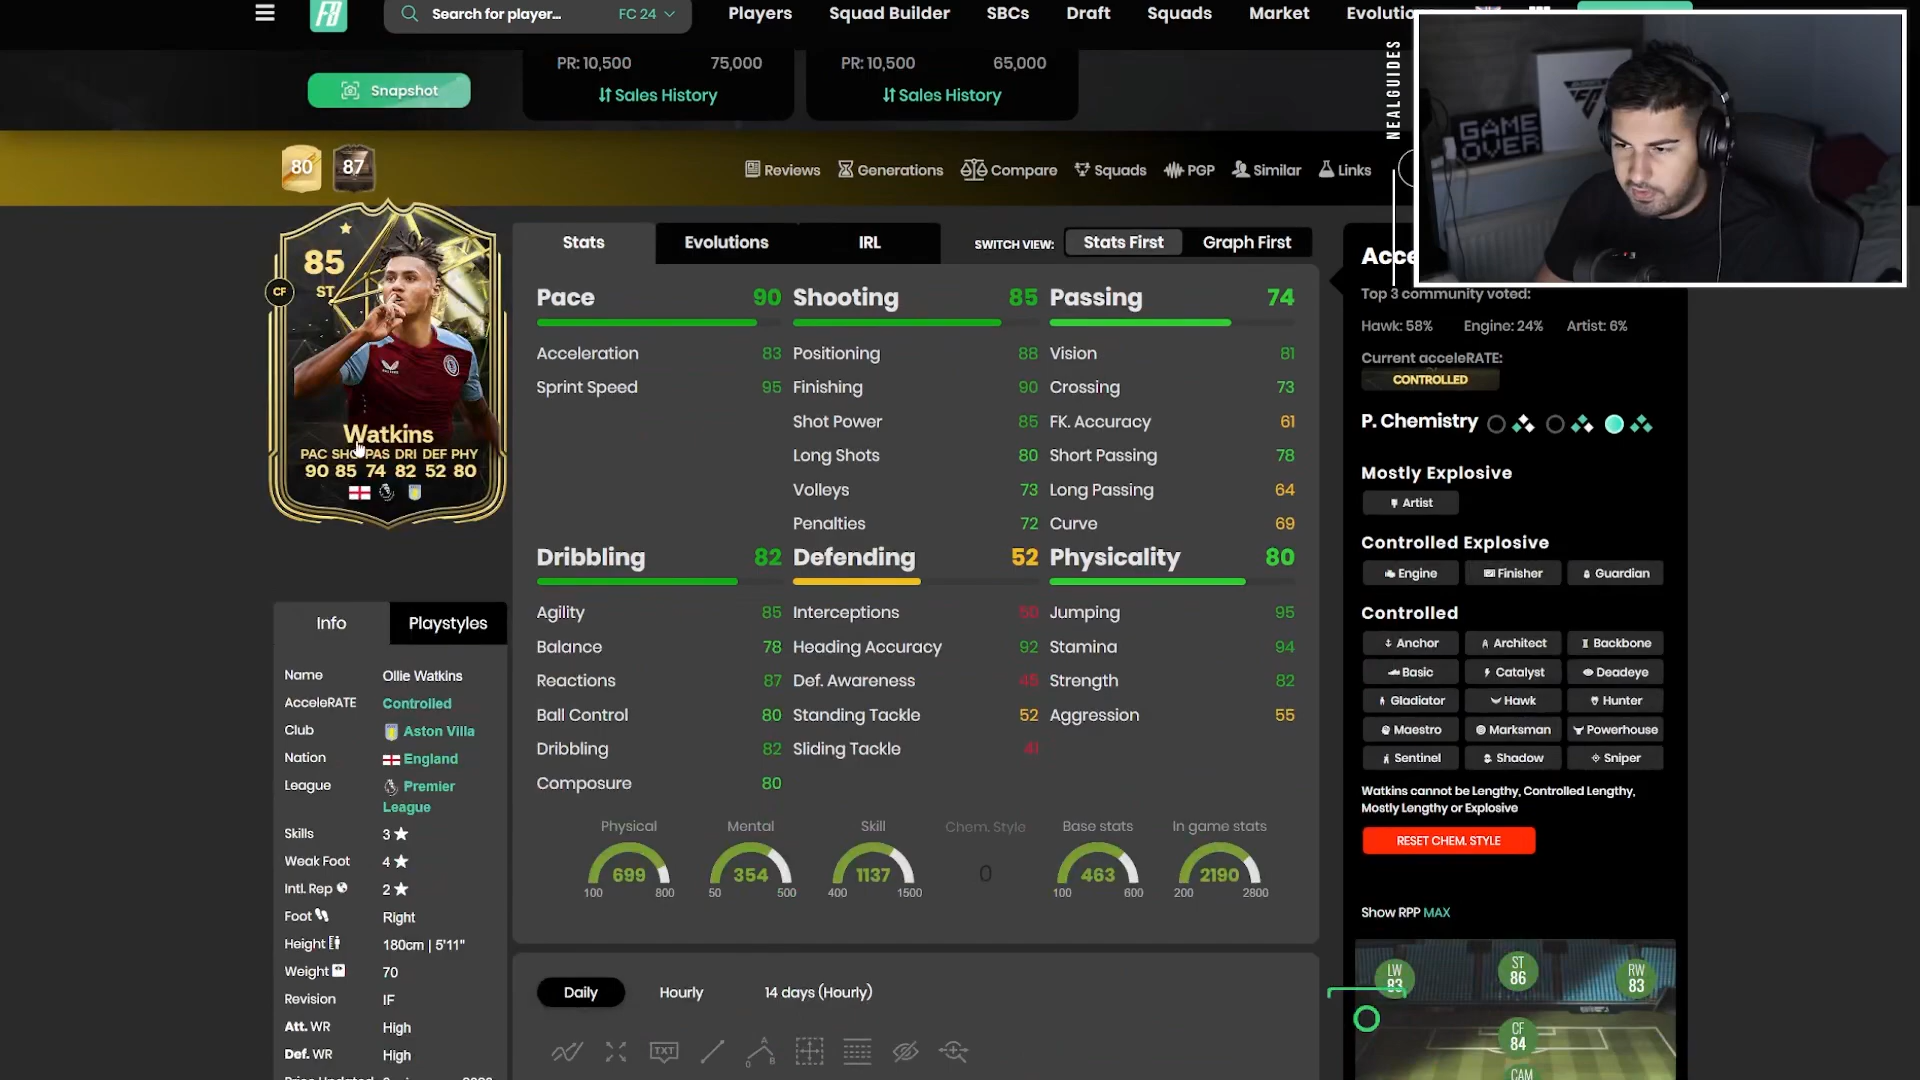 Search for player...
FC 24
Players
Squad Builder
SBCs
Draft
Squads
Market
PR: 10,500 75,000
PR: 10,500 65,000
Snapshot
Sales History
Sales History
NEALGUIDES
GAME OVER
80
87
Reviews
Generations
Compare
Squads
PGP
Similar
Links
85
ST
CF
Watkins
PAC SHO PAS DRI DEF PHY
90 85 74 82 52 80
Stats
Evolutions
IRL
SWITCH VIEW:
Stats First
Graph First
Pace 90
Acceleration 83
Sprint Speed 95
Shooting 85
Positioning 88
Finishing 90
Shot Power 85
Long Shots 80
Volleys 73
Penalties 72
Passing 74
Vision 81
Crossing 73
FK. Accuracy 61
Short Passing 78
Long Passing 64
Curve 69
Dribbling 82
Agility 85
Balance 78
Reactions 87
Ball Control 80
Dribbling 82
Composure 80
Defending 52
Interceptions 50
Heading Accuracy 92
Def. Awareness 45
Standing Tackle 52
Sliding Tackle 41
Physicality 80
Jumping 95
Stamina 94
Strength 82
Aggression 55
Physical
699
100 800
Mental
354
50 500
Skill
1137
400 1500
Chem. Style
0
Base stats
463
100 600
In game stats
2190
200 2800
Info
Playstyles
Name Ollie Watkins
AcceleRATE Controlled
Club Aston Villa
Nation England
League Premier
League
Skills 3
Weak Foot 4
Intl. Rep 2
Foot Right
Height 180cm | 5'11"
Weight 70
Revision IF
Att. WR High
Def. WR High
Daily
Hourly
14 days (Hourly)
TXT
Top 3 community voted:
Hawk: 58% Engine: 24% Artist: 6%
Current acceleRATE:
CONTROLLED
P. Chemistry
Mostly Explosive
Artist
Controlled Explosive
Engine
Finisher
Guardian
Controlled
Anchor
Architect
Backbone
Basic
Catalyst
Deadeye
Gladiator
Hawk
Hunter
Maestro
Marksman
Powerhouse
Sentinel
Shadow
Sniper
Watkins cannot be Lengthy, Controlled Lengthy,
Mostly Lengthy or Explosive
RESET CHEM. STYLE
Show RPP MAX
LW
83
ST
86
RW
83
CF
84
CAM